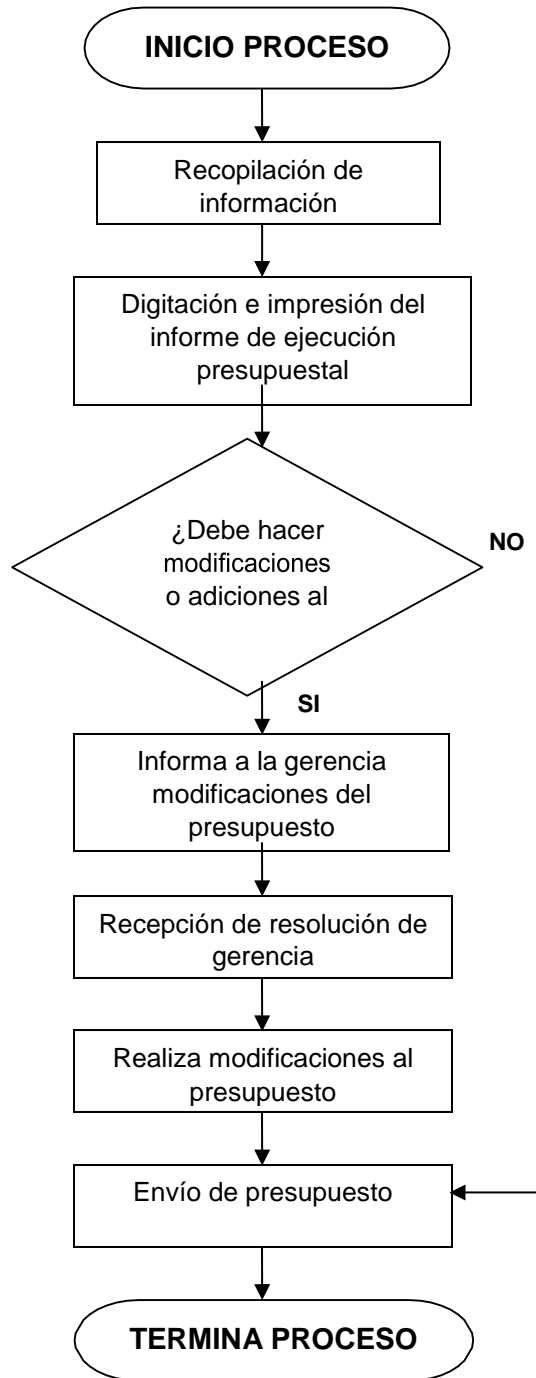 INICIO PROCESO
Recopilación de
información
Digitación e impresión del
informe de ejecución
presupuestal
¿Debe hacer
modificaciones
o adiciones al
NO
SI
Informa a la gerencia
modificaciones del
presupuesto
Recepción de resolución de
gerencia
Realiza modificaciones al
presupuesto
Envío de presupuesto
TERMINA PROCESO